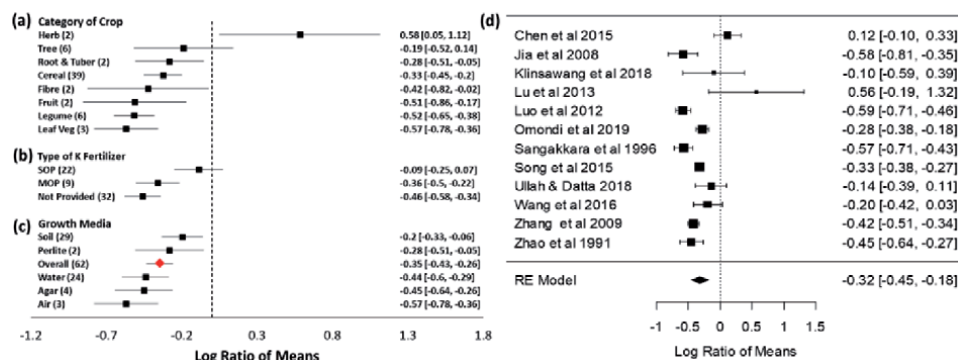 (a) Category of Crop
Herb (2) 0.58 [0.05, 1.12]
Tree (6) -0.19 [-0.52, 0.14]
Root & Tuber (2) -0.28 [-0.51, -0.05]
Cereal (39) -0.33 [-0.45, -0.2]
Fibre (2) -0.42 [-0.82, -0.02]
Fruit (2) -0.51 [-0.86, -0.17]
Legume (6) -0.52 [-0.65, -0.38]
Leaf Veg (3) -0.57 [-0.78, -0.36]
(b) Type of K Fertilizer
SOP (22) -0.09 [-0.25, 0.07]
MOP (9) -0.36 [-0.5, -0.22]
Not Provided (32) -0.46 [-0.58, -0.34]
(c) Growth Media
Soil (29) -0.2 [-0.33, -0.06]
Perlite (2) -0.28 [-0.51, -0.05]
Overall (62) -0.35 [-0.43, -0.26]
Water (24) -0.44 [-0.6, -0.29]
Agar (4) -0.45 [-0.64, -0.26]
Air (3) -0.57 [-0.78, -0.36]
-1.2 -0.7 -0.2 0.3 0.8 1.3 1.8
Log Ratio of Means
(d)
Chen et al 2015 0.12 [-0.10, 0.33]
Jia et al 2008 -0.58 [-0.81, -0.35]
Klinsawang et al 2018 -0.10 [-0.59, 0.39]
Lu et al 2013 0.56 [-0.19, 1.32]
Luo et al 2012 -0.59 [-0.71, -0.46]
Omondi et al 2019 -0.28 [-0.38, -0.18]
Sangakkara et al 1996 -0.57 [-0.71, -0.43]
Song et al 2015 -0.33 [-0.38, -0.27]
Ullah & Datta 2018 -0.14 [-0.39, 0.11]
Wang et al 2016 -0.20 [-0.42, 0.03]
Zhang et al 2009 -0.42 [-0.51, -0.34]
Zhao et al 1991 -0.45 [-0.64, -0.27]
RE Model -0.32 [-0.45, -0.18]
-1 -0.5 0 0.5 1 1.5
Log Ratio of Means